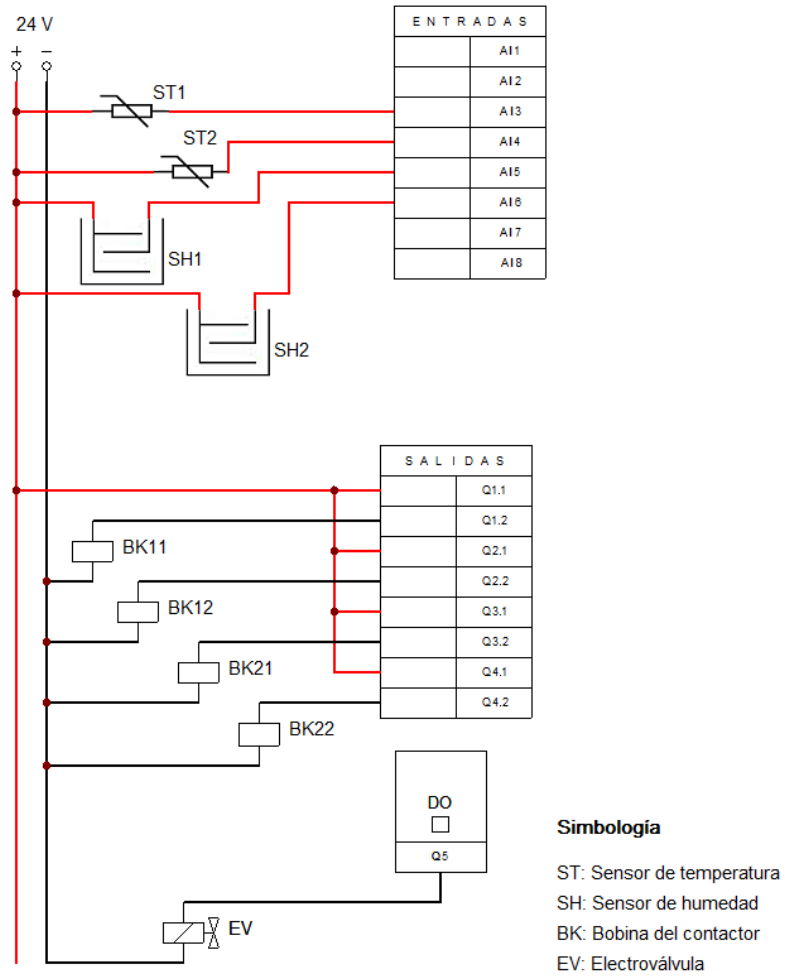 24 V
+ −
ENTRADAS
AI1
AI2
ST1
AI3
ST2
AI4
AI5
AI6
AI7
SH1
AI8
SH2
SALIDAS
Q1.1
Q1.2
BK11
Q2.1
Q2.2
BK12
Q3.1
Q3.2
BK21
Q4.1
Q4.2
BK22
DO
Q5
EV
Simbología
ST: Sensor de temperatura
SH: Sensor de humedad
BK: Bobina del contactor
EV: Electroválvula